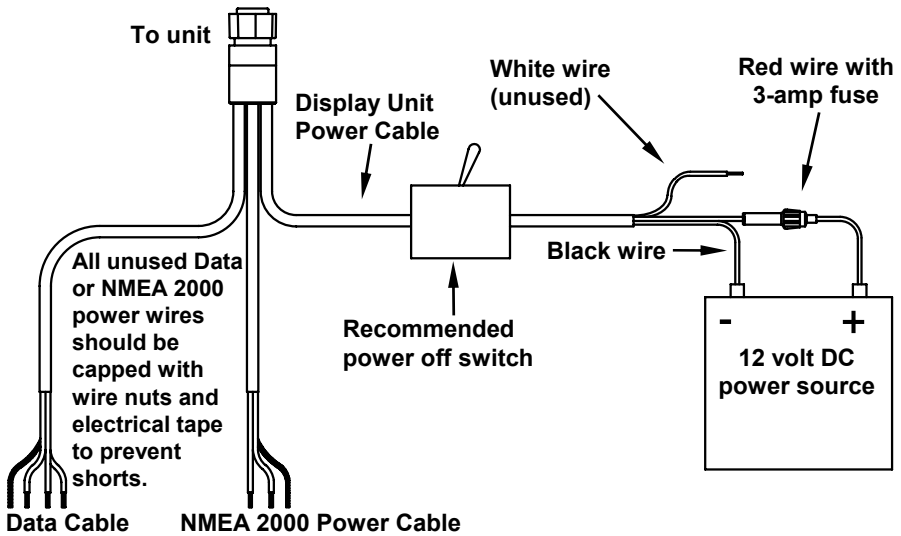 To unit
Display Unit
Power Cable
White wire
(unused)
Red wire with
3-amp fuse
All unused Data
or NMEA 2000
power wires
should be
capped with
wire nuts and
electrical tape
to prevent
shorts.
Black wire
Recommended
power off switch
- +
12 volt DC
power source
Data Cable
NMEA 2000 Power Cable